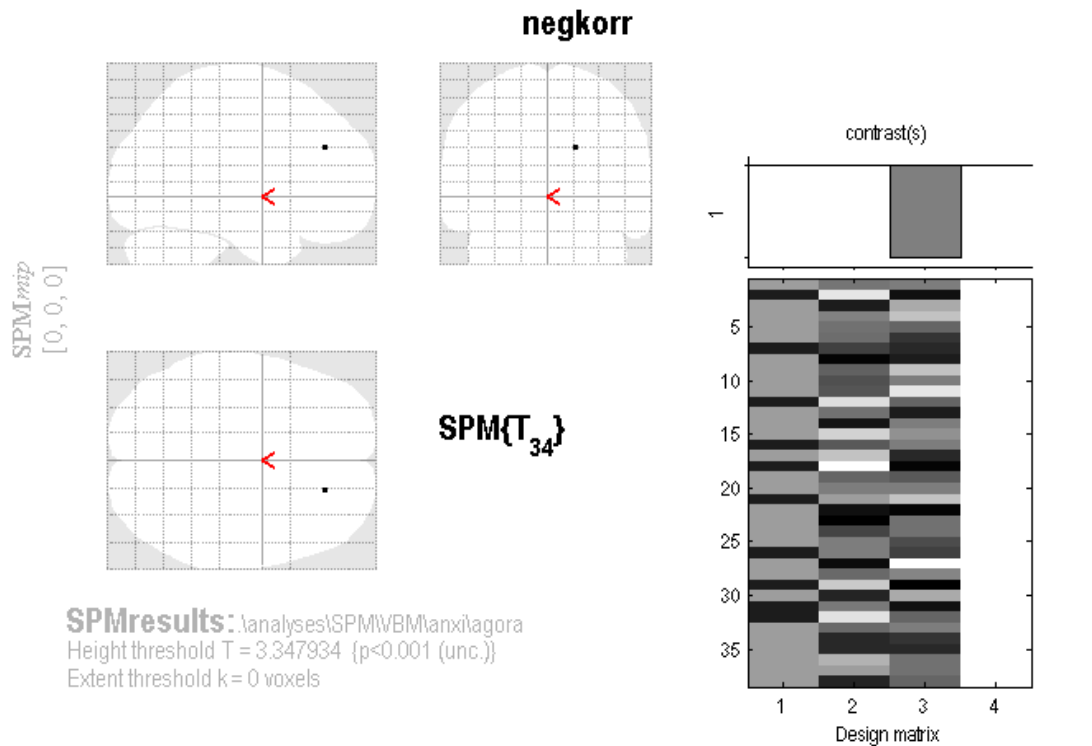 negkorr
SPMmip
[0, 0, 0]
SPM{T34}
SPMresults: .\analyses\SPM\VBM\anxi\agora
Height threshold T = 3.347934 {p<0.001 (unc.)}
Extent threshold k = 0 voxels
contrast(s)
1
5
10
15
20
25
30
35
1 2 3 4
Design matrix